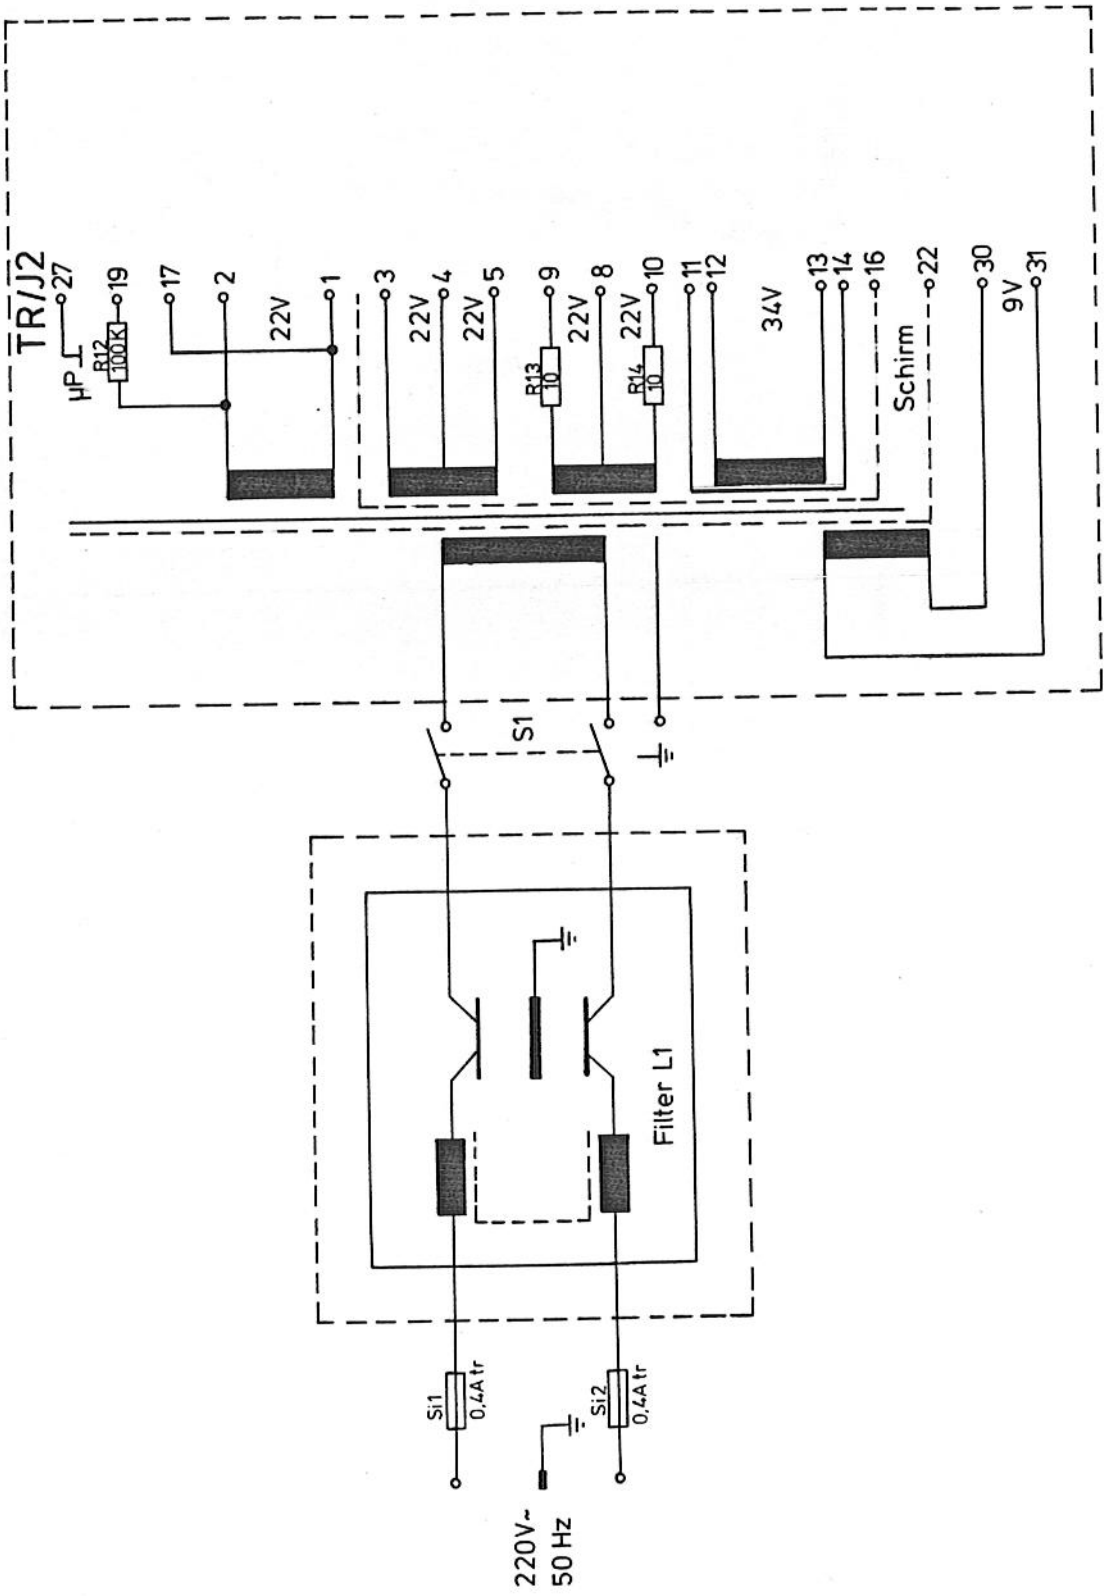 TR/J2
27
µP
19
R12
100K
17
2
22V
1
3
22V
4
22V
5
9
R13
10
22V
8
22V
10
R14
10
11
12
34V
13
14
16
Schirm
22
30
9V
31
S1
Filter L1
Si1
0,4A tr
Si2
0,4A tr
220V~
50 Hz